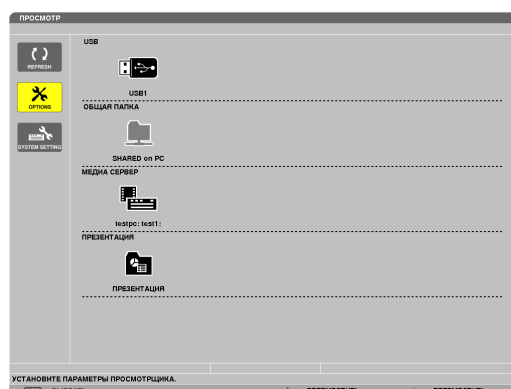 ПРОСМОТР
REFRESH
OPTIONS
SYSTEM SETTING
USB
USB1
ОБЩАЯ ПАПКА
SHARED on PC
МЕДИА СЕРВЕР
testpc: test1:
ПРЕЗЕНТАЦИЯ
ПРЕЗЕНТАЦИЯ
УСТАНОВИТЕ ПАРАМЕТРЫ ПРОСМОТРЩИКА.